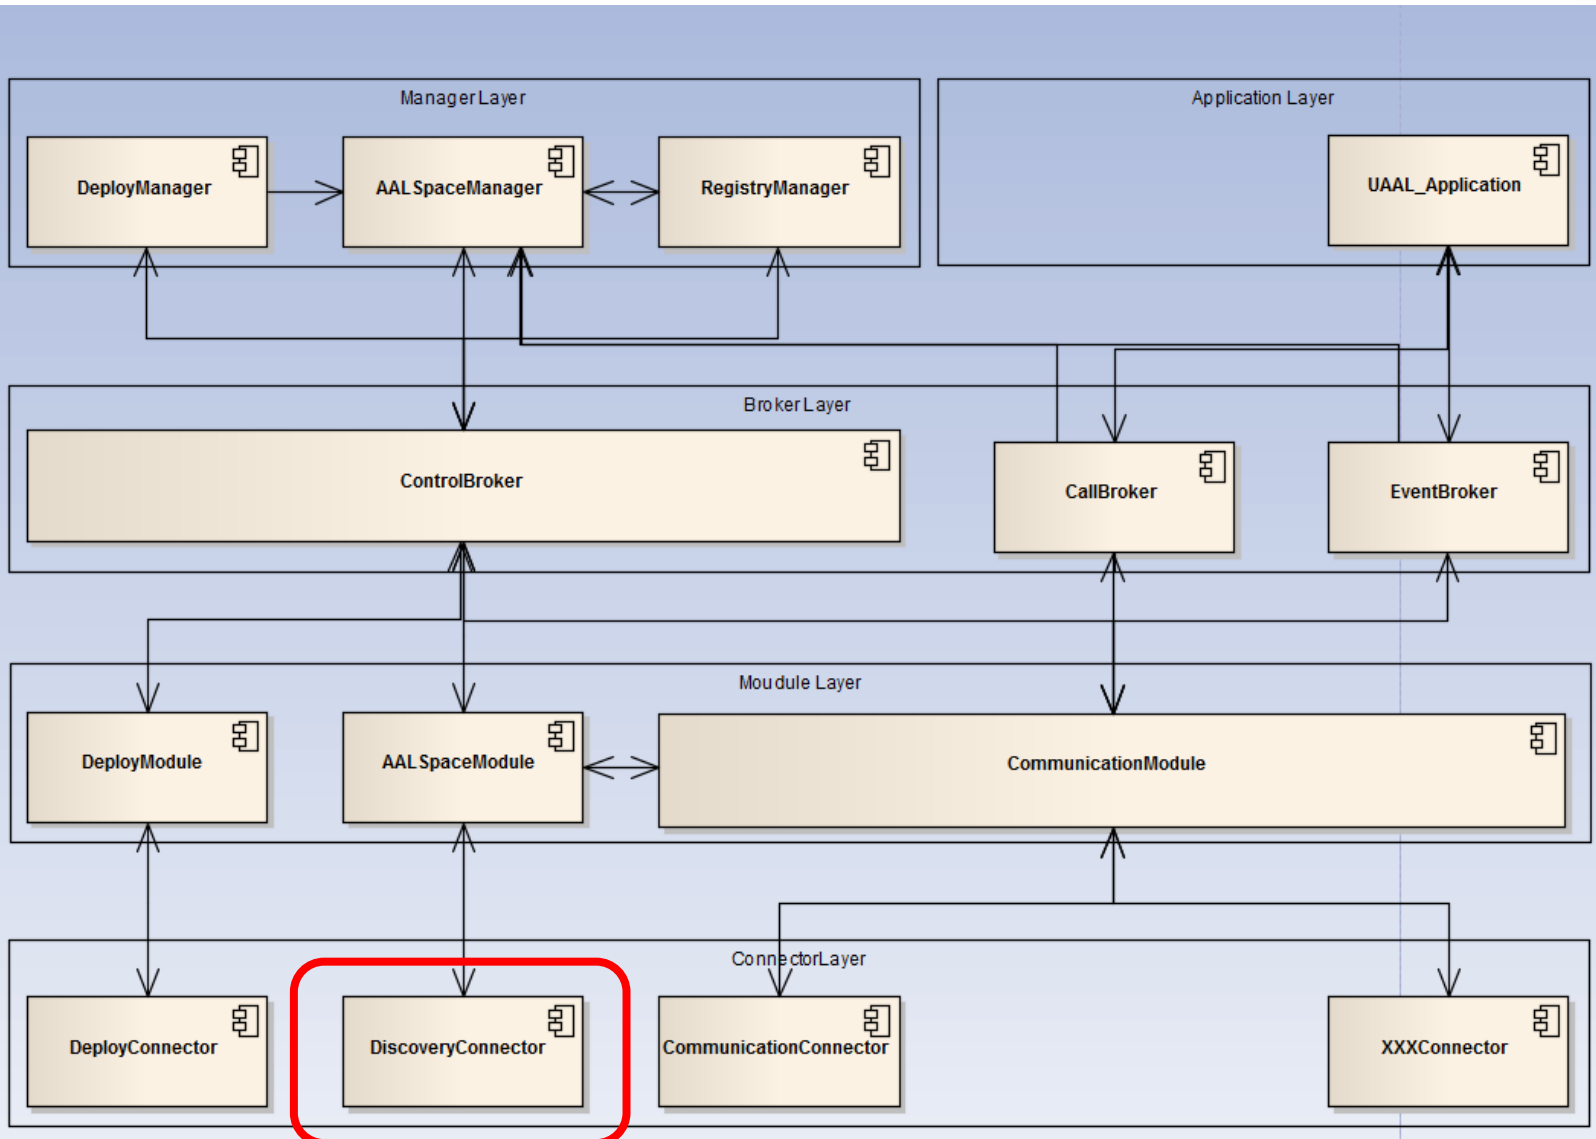 Manager Layer
Application Layer
DeployManager
AALSpaceManager
RegistryManager
UAAL_Application
Broker Layer
ControlBroker
CallBroker
EventBroker
Moudule Layer
DeployModule
AALSpaceModule
CommunicationModule
ConnectorLayer
DeployConnector
DiscoveryConnector
CommunicationConnector
XXXConnector